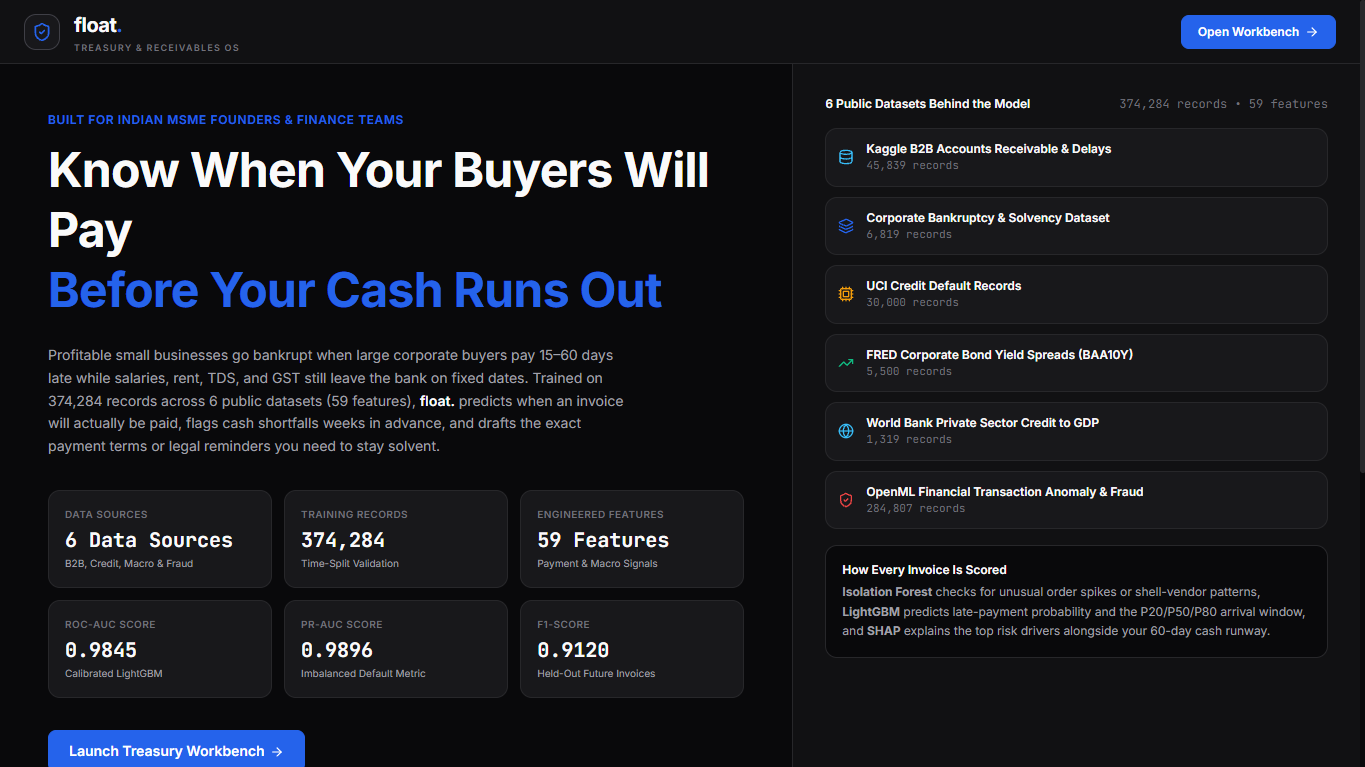 float.
TREASURY & RECEIVABLES OS
Open Workbench →
BUILT FOR INDIAN MSME FOUNDERS & FINANCE TEAMS
Know When Your Buyers Will
Pay
Before Your Cash Runs Out
Profitable small businesses go bankrupt when large corporate buyers pay 15–60 days
late while salaries, rent, TDS, and GST still leave the bank on fixed dates. Trained on
374,284 records across 6 public datasets (59 features), float. predicts when an invoice
will actually be paid, flags cash shortfalls weeks in advance, and drafts the exact
payment terms or legal reminders you need to stay solvent.
DATA SOURCES
6 Data Sources
B2B, Credit, Macro & Fraud
TRAINING RECORDS
374,284
Time-Split Validation
ENGINEERED FEATURES
59 Features
Payment & Macro Signals
ROC-AUC SCORE
0.9845
Calibrated LightGBM
PR-AUC SCORE
0.9896
Imbalanced Default Metric
F1-SCORE
0.9120
Held-Out Future Invoices
Launch Treasury Workbench →
6 Public Datasets Behind the Model
374,284 records • 59 features
Kaggle B2B Accounts Receivable & Delays
45,839 records
Corporate Bankruptcy & Solvency Dataset
6,819 records
UCI Credit Default Records
30,000 records
FRED Corporate Bond Yield Spreads (BAA10Y)
5,500 records
World Bank Private Sector Credit to GDP
1,319 records
OpenML Financial Transaction Anomaly & Fraud
284,807 records
How Every Invoice Is Scored
Isolation Forest checks for unusual order spikes or shell-vendor patterns,
LightGBM predicts late-payment probability and the P20/P50/P80 arrival window,
and SHAP explains the top risk drivers alongside your 60-day cash runway.